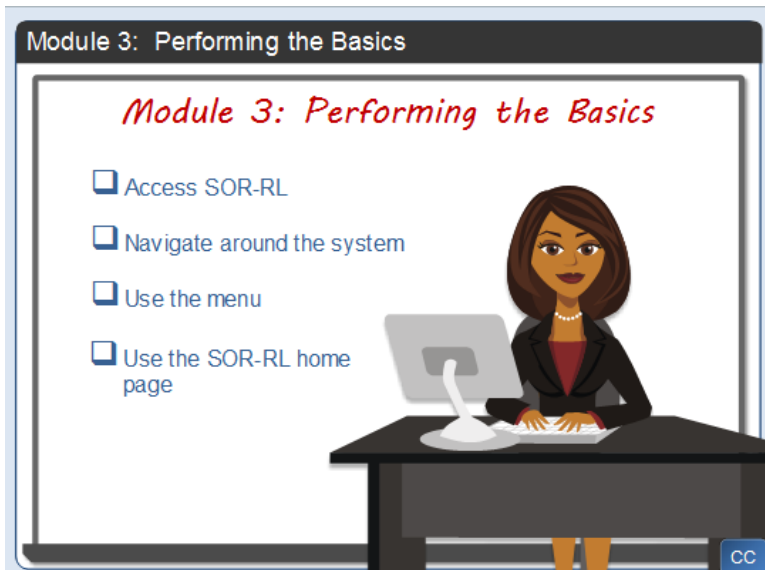 Module 3: Performing the Basics
Module 3: Performing the Basics
Access SOR-RL
Navigate around the system
Use the menu
Use the SOR-RL home
page
CC